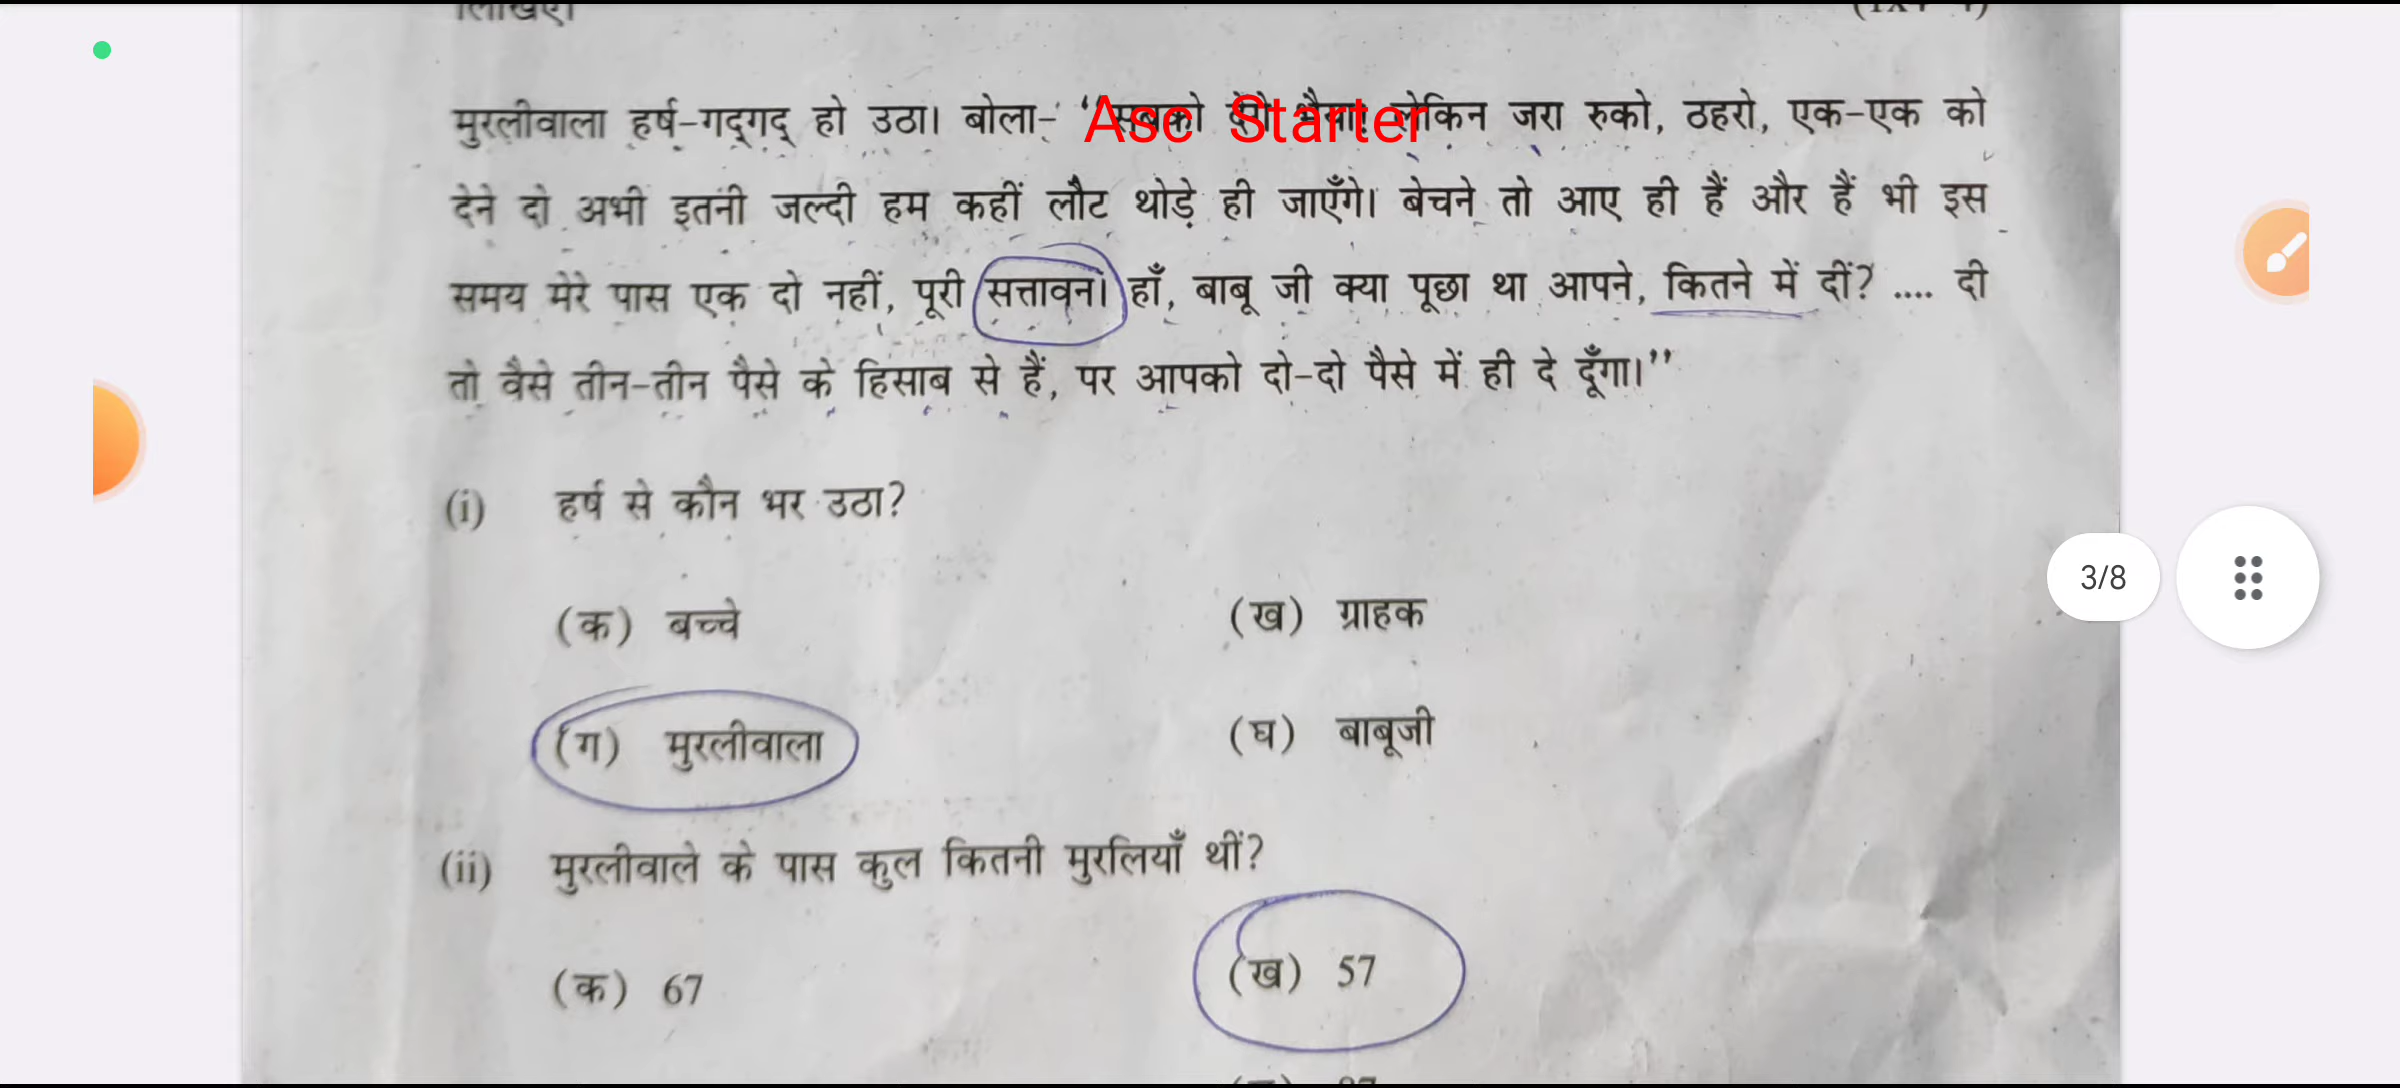 लिखिए।
मुरलीवाला हर्ष-गद्गद् हो उठा। बोला- "सबको देंगे भैया! लेकिन जरा रुको, ठहरो, एक-एक को
Asc Starter
देने दो अभी इतनी जल्दी हम कहीं लौट थोड़े ही जाएँगे। बेचने तो आए ही हैं और हैं भी इस
समय मेरे पास एक दो नहीं, पूरी सत्तावन। हाँ, बाबू जी क्या पूछा था आपने, कितने में दीं? .... दी
तो वैसे तीन-तीन पैसे के हिसाब से हैं, पर आपको दो-दो पैसे में ही दे दूँगा।"
(i) हर्ष से कौन भर उठा?
(क) बच्चे (ख) ग्राहक
3/8
(ग) मुरलीवाला (घ) बाबूजी
(ii) मुरलीवाले के पास कुल कितनी मुरलियाँ थीं?
(क) 67 (ख) 57